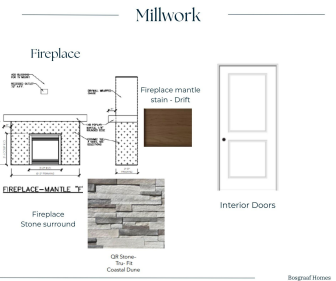 Millwork
Fireplace
Fireplace mantle
stain - Drift
FIREPLACE-MANTLE "F"
Interior Doors
Fireplace
Stone surround
QR Stone-
Tru- Fit
Coastal Dune
Bosgraaf Homes